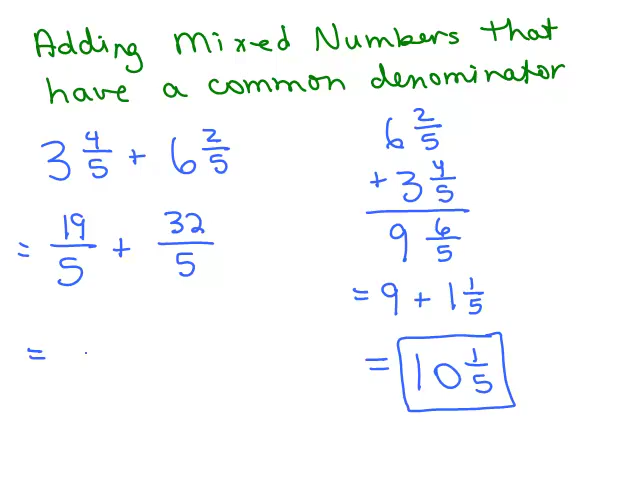 Adding Mixed Numbers that
have a common denominator
3 4/5 + 6 2/5
= 19/5 + 32/5
=
6 2/5
+ 3 4/5
9 6/5
= 9 + 1 1/5
= 10 1/5